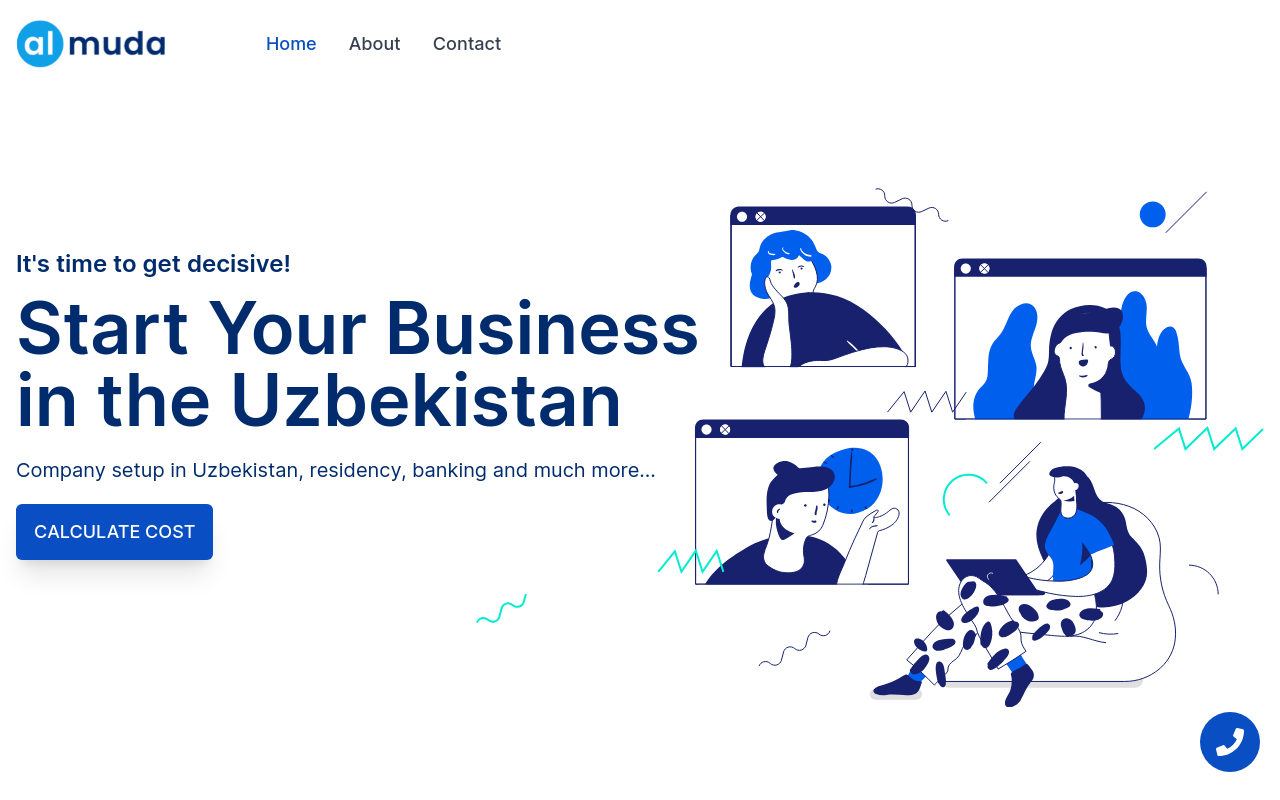 al muda
Home
About
Contact
It's time to get decisive!
Start Your Business
in the Uzbekistan
Company setup in Uzbekistan, residency, banking and much more...
CALCULATE COST